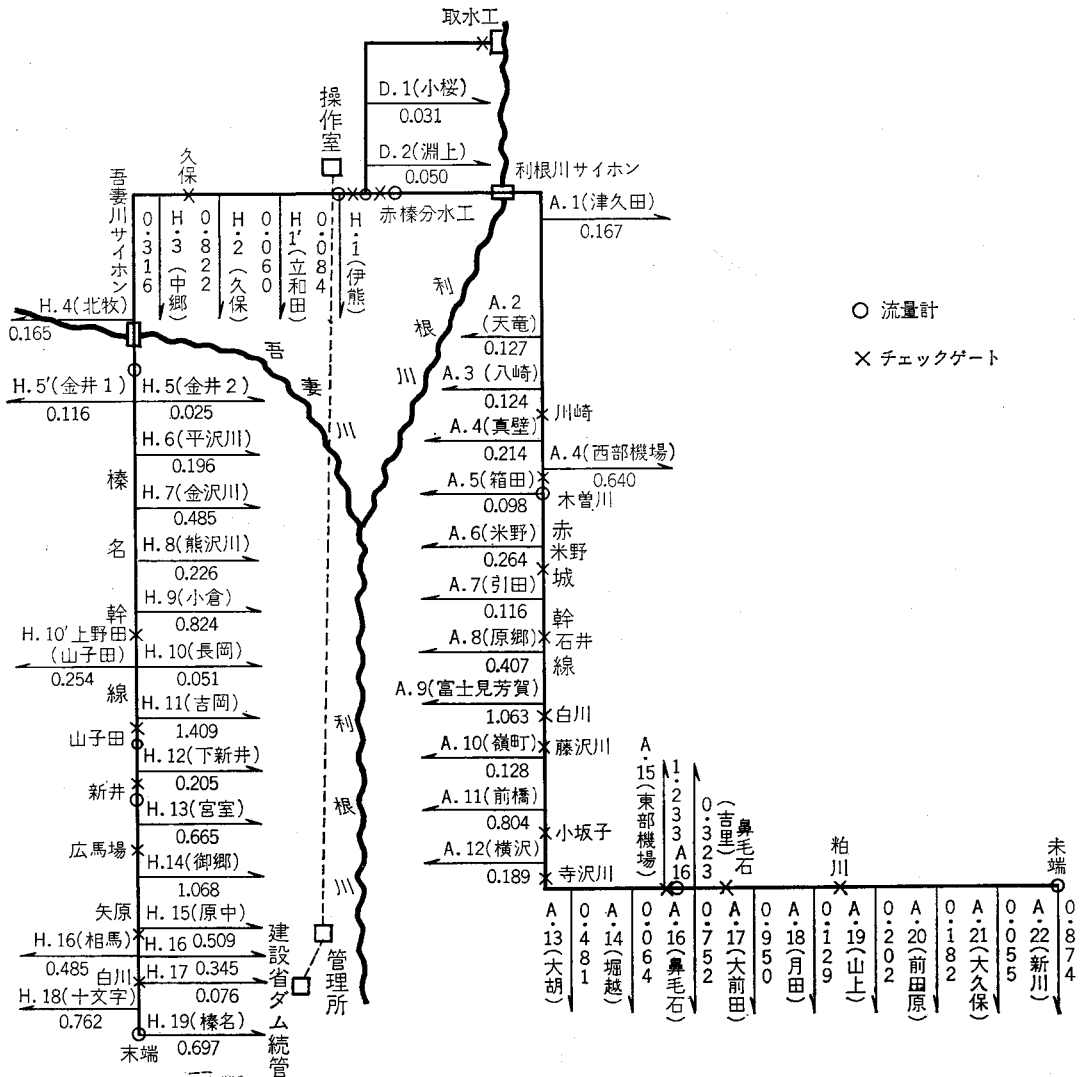 取水工
D.1(小桜)
0.031
D.2(淵上)
0.050
操作室
利根川サイホン
赤榛分水工
久保
吾妻川サイホン
H・1(伊熊)
0.084
H1'(立和田)
0.060
H・2(久保)
0.822
H・3(中郷)
0.316
H.4(北牧)
0.165
H.5'(金井1)
0.116
H.5(金井2)
0.025
H.6(平沢川)
0.196
H.7(金沢川)
0.485
H.8(熊沢川)
0.226
H.9(小倉)
0.824
H.10'上野田
(山子田)
0.254
H.10(長岡)
0.051
H.11(吉岡)
1.409
山子田
H.12(下新井)
0.205
新井
H.13(宮室)
0.665
広馬場
H.14(御郷)
1.068
矢原
H.15(原中)
0.509
H.16(相馬)
0.485
H.16
0.345
白川
H.17
0.076
H.18(十文字)
0.762
H.19(榛名)
0.697
末端
榛名幹線
吾妻川
利根川
利根川
建設省ダム統管
管理所
A.1(津久田)
0.167
A.2
(天竜)
0.127
A.3(八崎)
0.124
川崎
A.4(真壁)
0.214
A.4(西部機場)
0.640
A.5(箱田)
0.098
木曽川
A.6(米野)
0.264
米野
A.7(引田)
0.116
A.8(原郷)
0.407
石井
A.9(富士見芳賀)
1.063
白川
A.10(嶺町)
0.128
藤沢川
A.11(前橋)
0.804
小坂子
A.12(横沢)
0.189
寺沢川
赤城幹線
A・13(大胡)
0.481
A・14(堀越)
0.064
A・15(東部機場)
1.233
A16
0.323
(吉里)
鼻毛石
A・16(鼻毛石)
0.752
A・17(大前田)
0.950
A・18(月田)
0.129
粕川
A・19(山上)
0.202
A・20(前田原)
0.182
A・21(大久保)
0.055
A・22(新川)
0.874
末端
○ 流量計
× チェックゲート